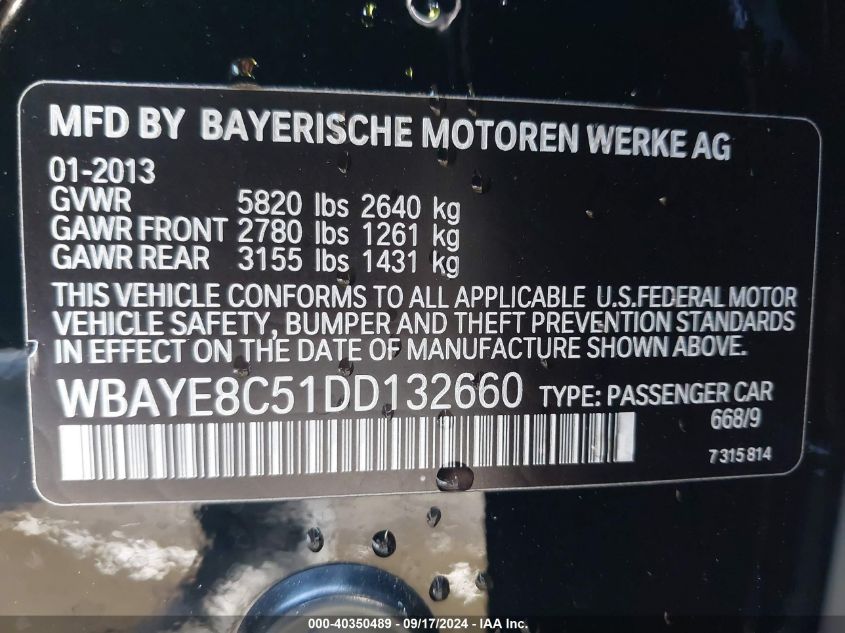 MFD BY BAYERISCHE MOTOREN WERKE AG
01-2013
GVWR 5820 lbs 2640 kg
GAWR FRONT 2780 lbs 1261 kg
GAWR REAR 3155 lbs 1431 kg
THIS VEHICLE CONFORMS TO ALL APPLICABLE U.S.FEDERAL MOTOR
VEHICLE SAFETY, BUMPER AND THEFT PREVENTION STANDARDS
IN EFFECT ON THE DATE OF MANUFACTURE SHOWN ABOVE.
WBAYE8C51DD132660 TYPE: PASSENGER CAR
668/9
7 315 814
000-40350489 - 09/17/2024 - IAA Inc.